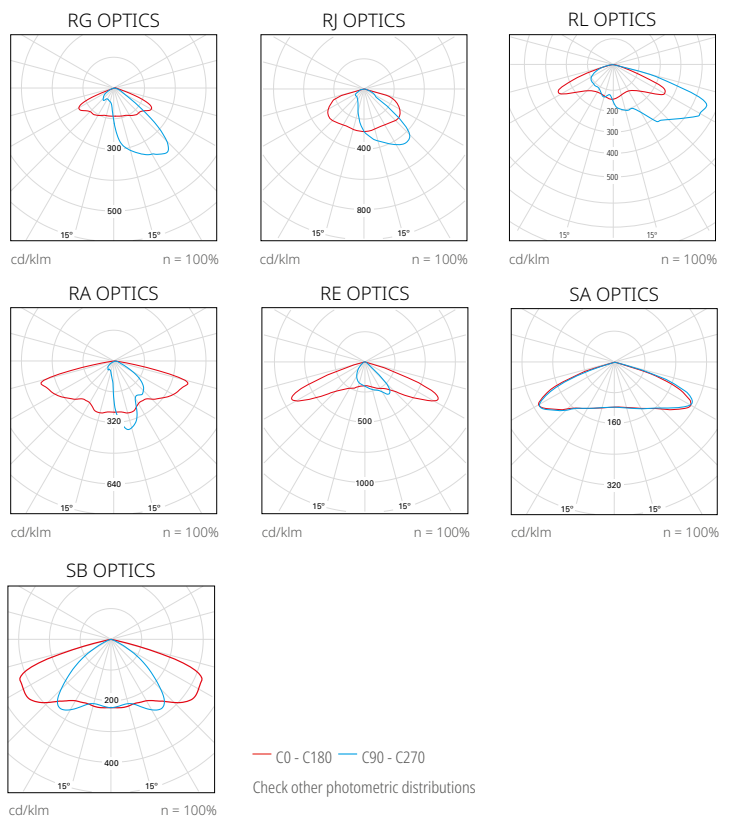 RG OPTICS
300
500
15° 15°
cd/klm n = 100%
RJ OPTICS
400
800
15° 15°
cd/klm n = 100%
RL OPTICS
200
300
400
500
15° 15°
cd/klm n = 100%
RA OPTICS
320
640
15° 15°
cd/klm n = 100%
RE OPTICS
500
1000
15° 15°
cd/klm n = 100%
SA OPTICS
160
320
15° 15°
cd/klm n = 100%
SB OPTICS
200
400
15° 15°
cd/klm n = 100%
C0 - C180 C90 - C270
Check other photometric distributions